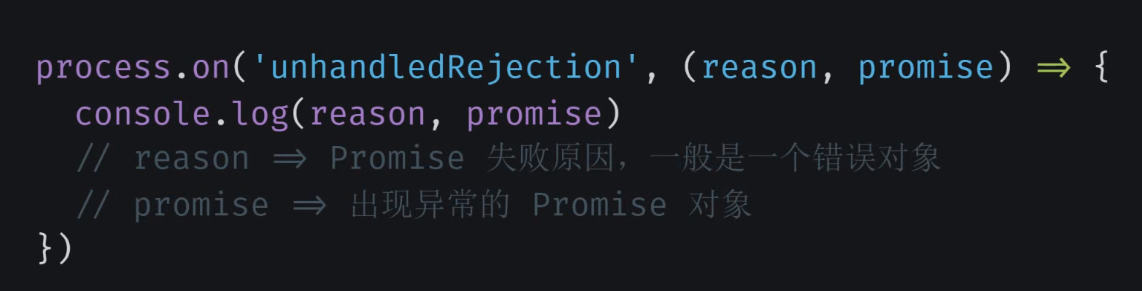 process.on('unhandledRejection', (reason, promise) => {
  console.log(reason, promise)
  // reason => Promise 失败原因，一般是一个错误对象
  // promise => 出现异常的 Promise 对象
})